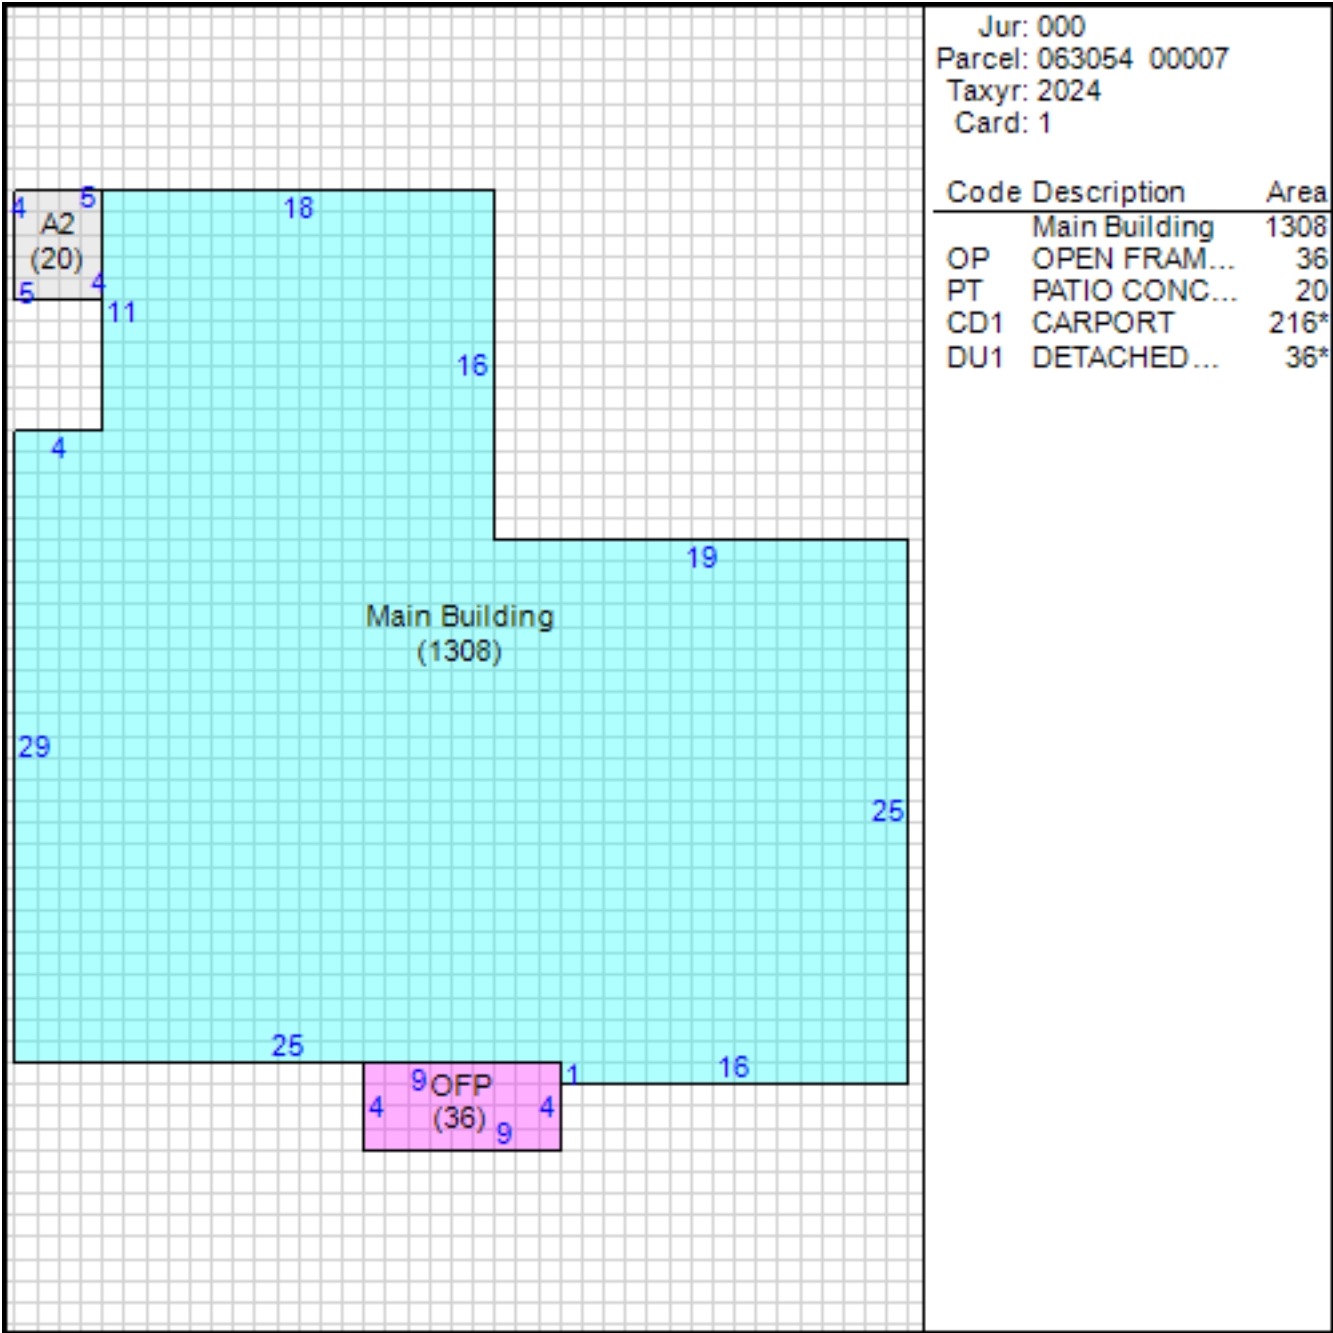 Jur: 000
Parcel: 063054 00007
Taxyr: 2024
Card: 1
Code Description Area
Main Building 1308
OP OPEN FRAM... 36
PT PATIO CONC... 20
CD1 CARPORT 216*
DU1 DETACHED... 36*
4 5
A2
(20)
5 4
18
11
16
4
19
Main Building
(1308)
29
25
25
16
1
9 OFP
4 (36) 4
9